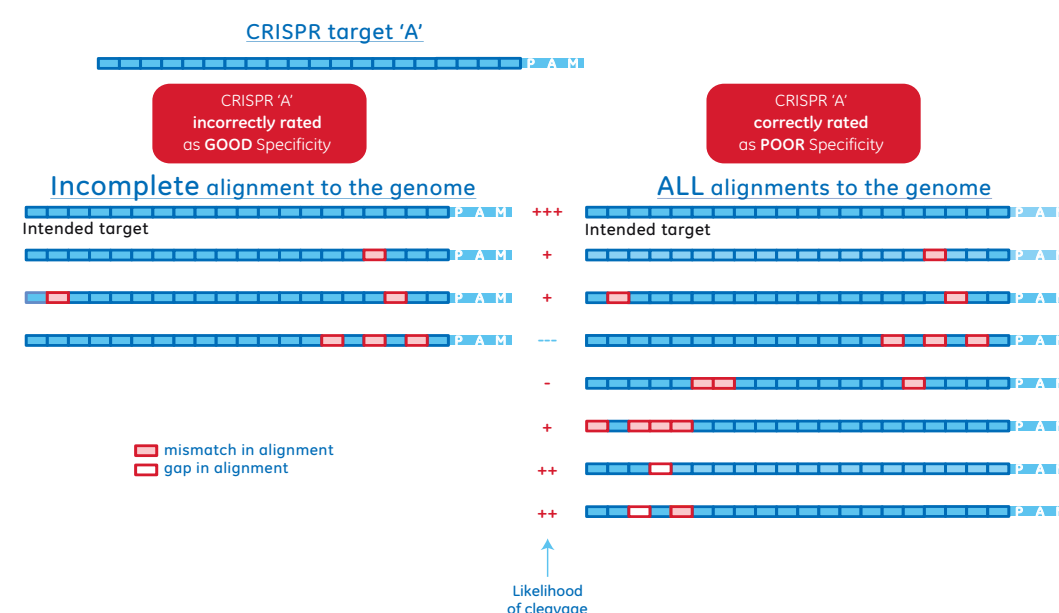 CRISPR target ‘A’
P A M
CRISPR ‘A’
incorrectly rated
as GOOD Specificity
CRISPR ‘A’
correctly rated
as POOR Specificity
Incomplete alignment to the genome
ALL alignments to the genome
P A M
+++
P A
Intended target
Intended target
P A M
+
P A
P A M
+
P A
P A M
---
P A
-
P A
mismatch in alignment
gap in alignment
+
P A
++
P A
++
P A
Likelihood
of cleavage